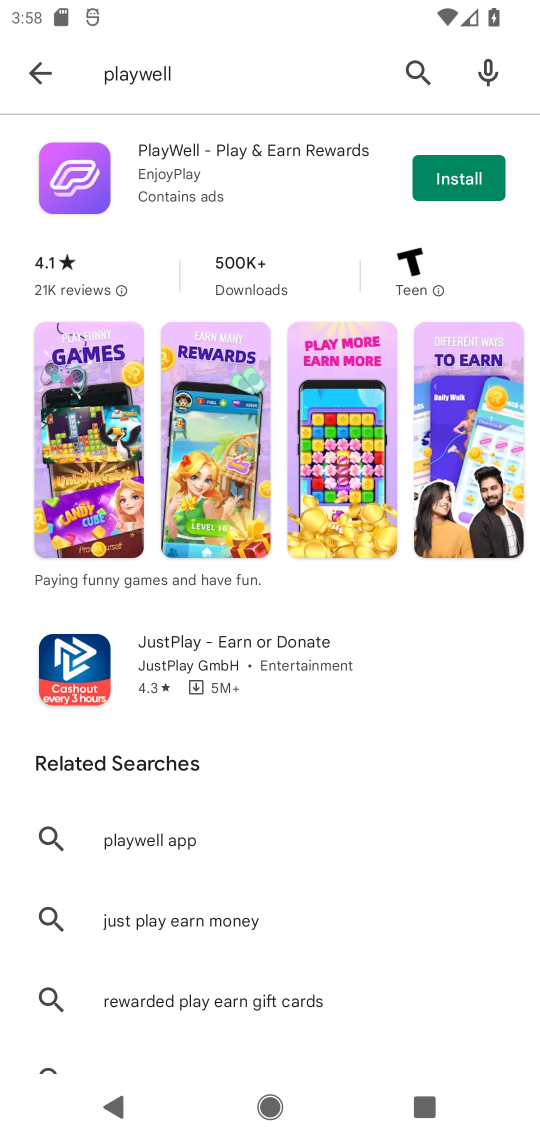 3:58
playwell
PlayWell - Play & Earn Rewards
EnjoyPlay
Contains ads
Install
4.1★
21K reviews
500K+
Downloads
T
Teen
PLAY FUNNY
GAMES
Unbelievable
CANDY
CUBE
EARN MANY
REWARDS
LEVEL 10
PLAY MORE
EARN MORE
DIFFERENT WAYS
TO EARN
Daily Walk
Paying funny games and have fun.
JustPlay - Earn or Donate
JustPlay GmbH • Entertainment
4.3★ 5M+
Cashout
every 3 hours
Related Searches
playwell app
just play earn money
rewarded play earn gift cards